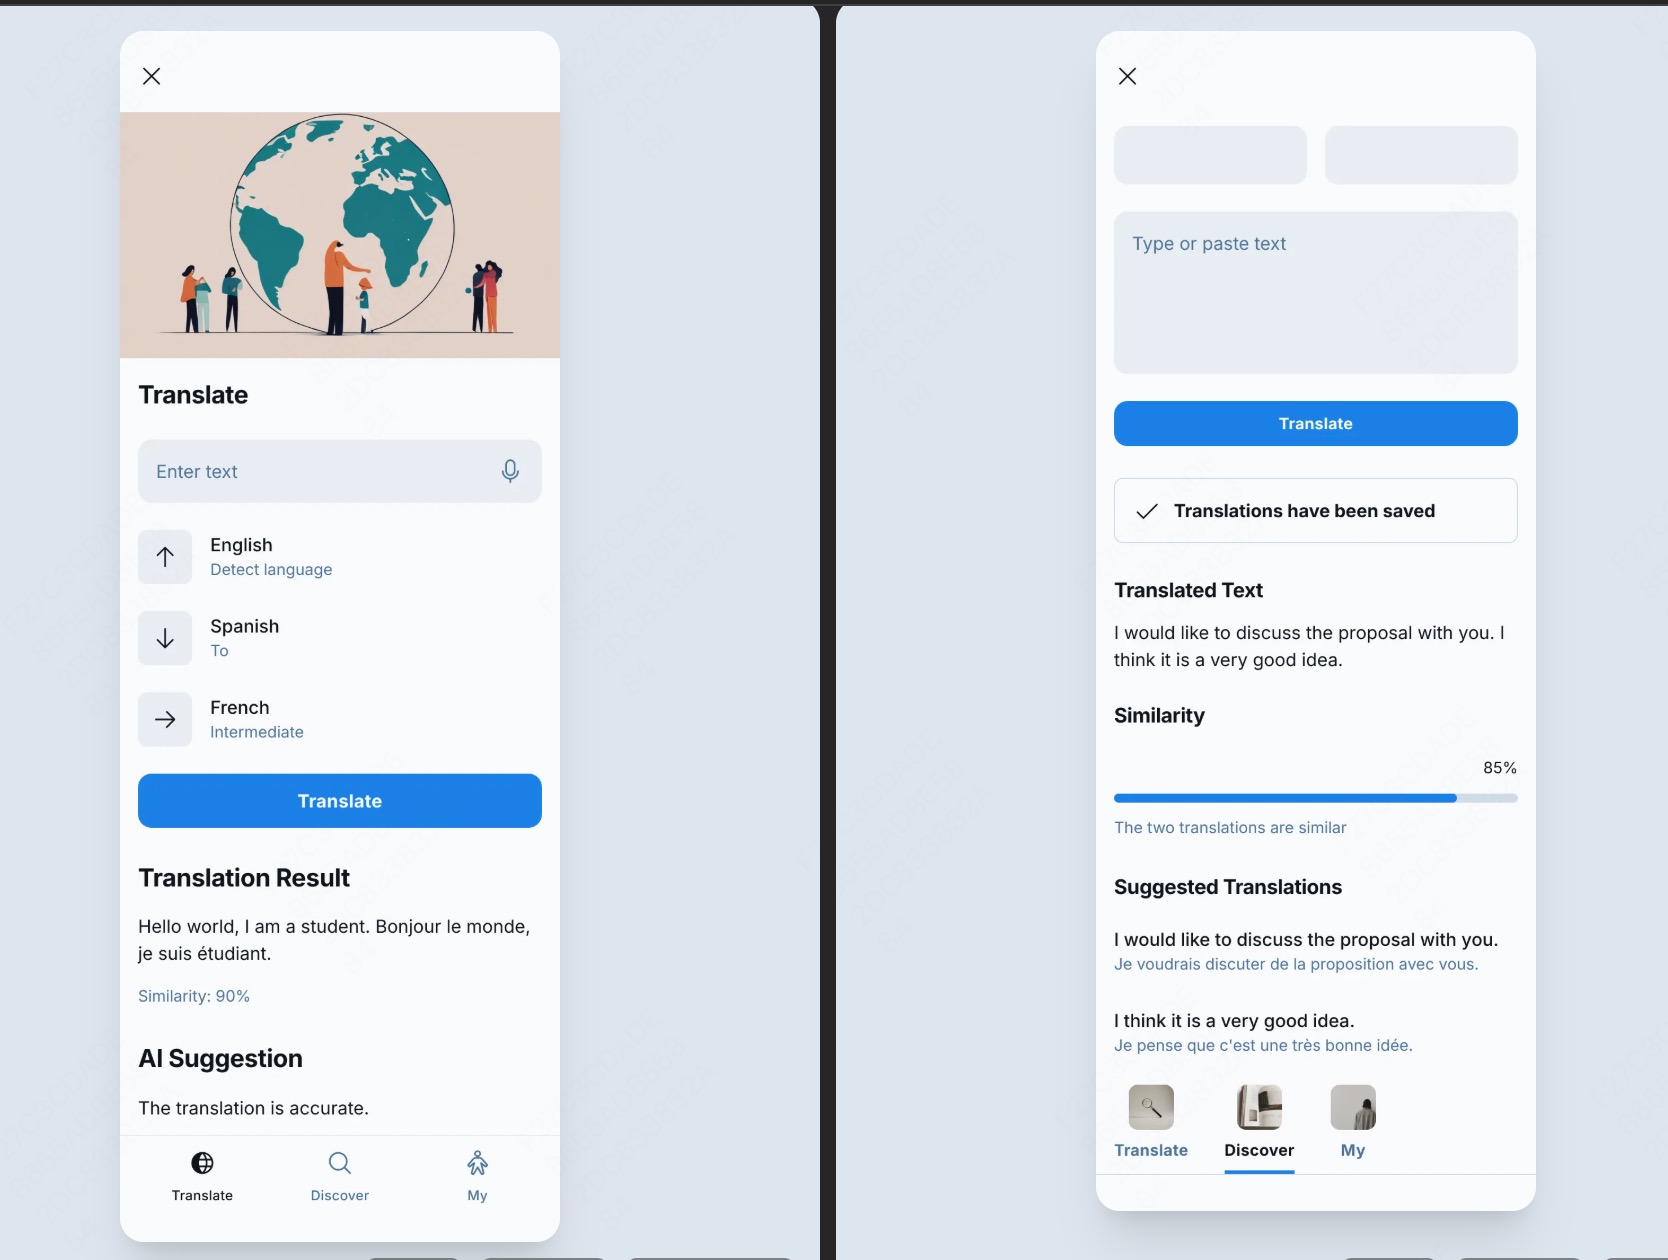 Translate
Enter text
English
Detect language
Spanish
To
French
Intermediate
Translate
Translation Result
Hello world, I am a student. Bonjour le monde,
je suis étudiant.
Similarity: 90%
AI Suggestion
The translation is accurate.
Translate
Discover
My
Type or paste text
Translate
Translations have been saved
Translated Text
I would like to discuss the proposal with you. I
think it is a very good idea.
Similarity
85%
The two translations are similar
Suggested Translations
I would like to discuss the proposal with you.
Je voudrais discuter de la proposition avec vous.
I think it is a very good idea.
Je pense que c'est une très bonne idée.
Translate
Discover
My